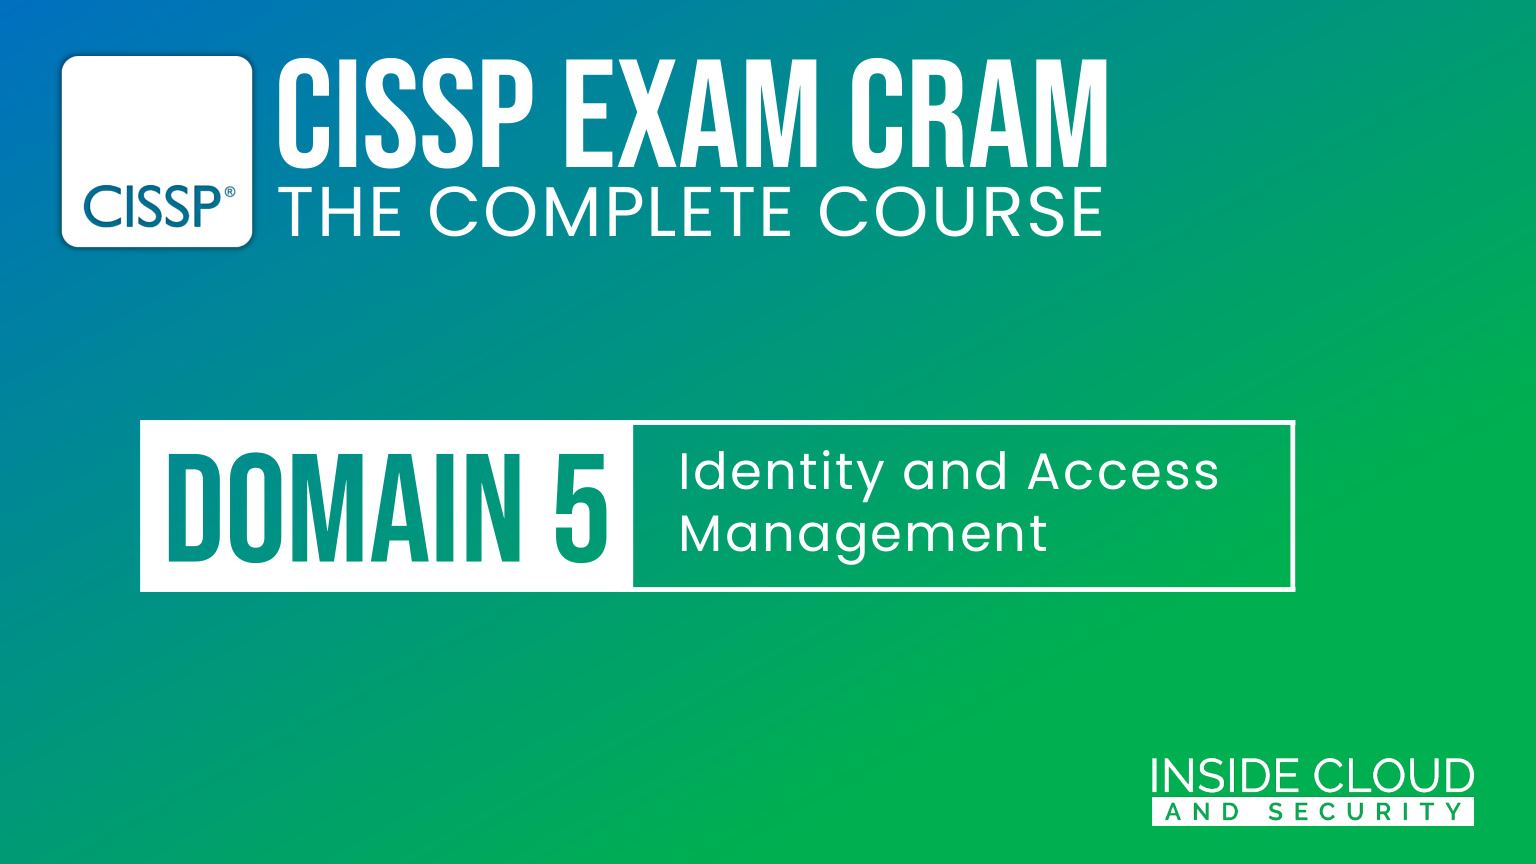 CISSP®
CISSP EXAM CRAM
THE COMPLETE COURSE
DOMAIN 5
Identity and Access
Management
INSIDE CLOUD
AND SECURITY